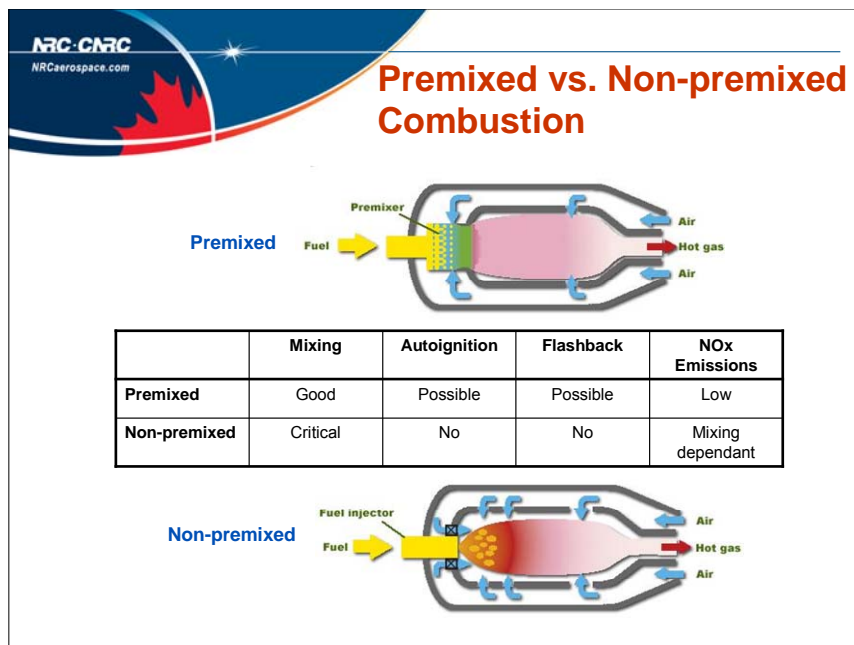 NRC·CNRC
NRCaerospace.com
Premixed vs. Non-premixed
Combustion
Premixed
Premixer
Fuel
Air
Hot gas
Air
Mixing Autoignition Flashback NOx
Emissions
Premixed Good Possible Possible Low
Non-premixed Critical No No Mixing
dependant
Non-premixed
Fuel injector
Fuel
Air
Hot gas
Air